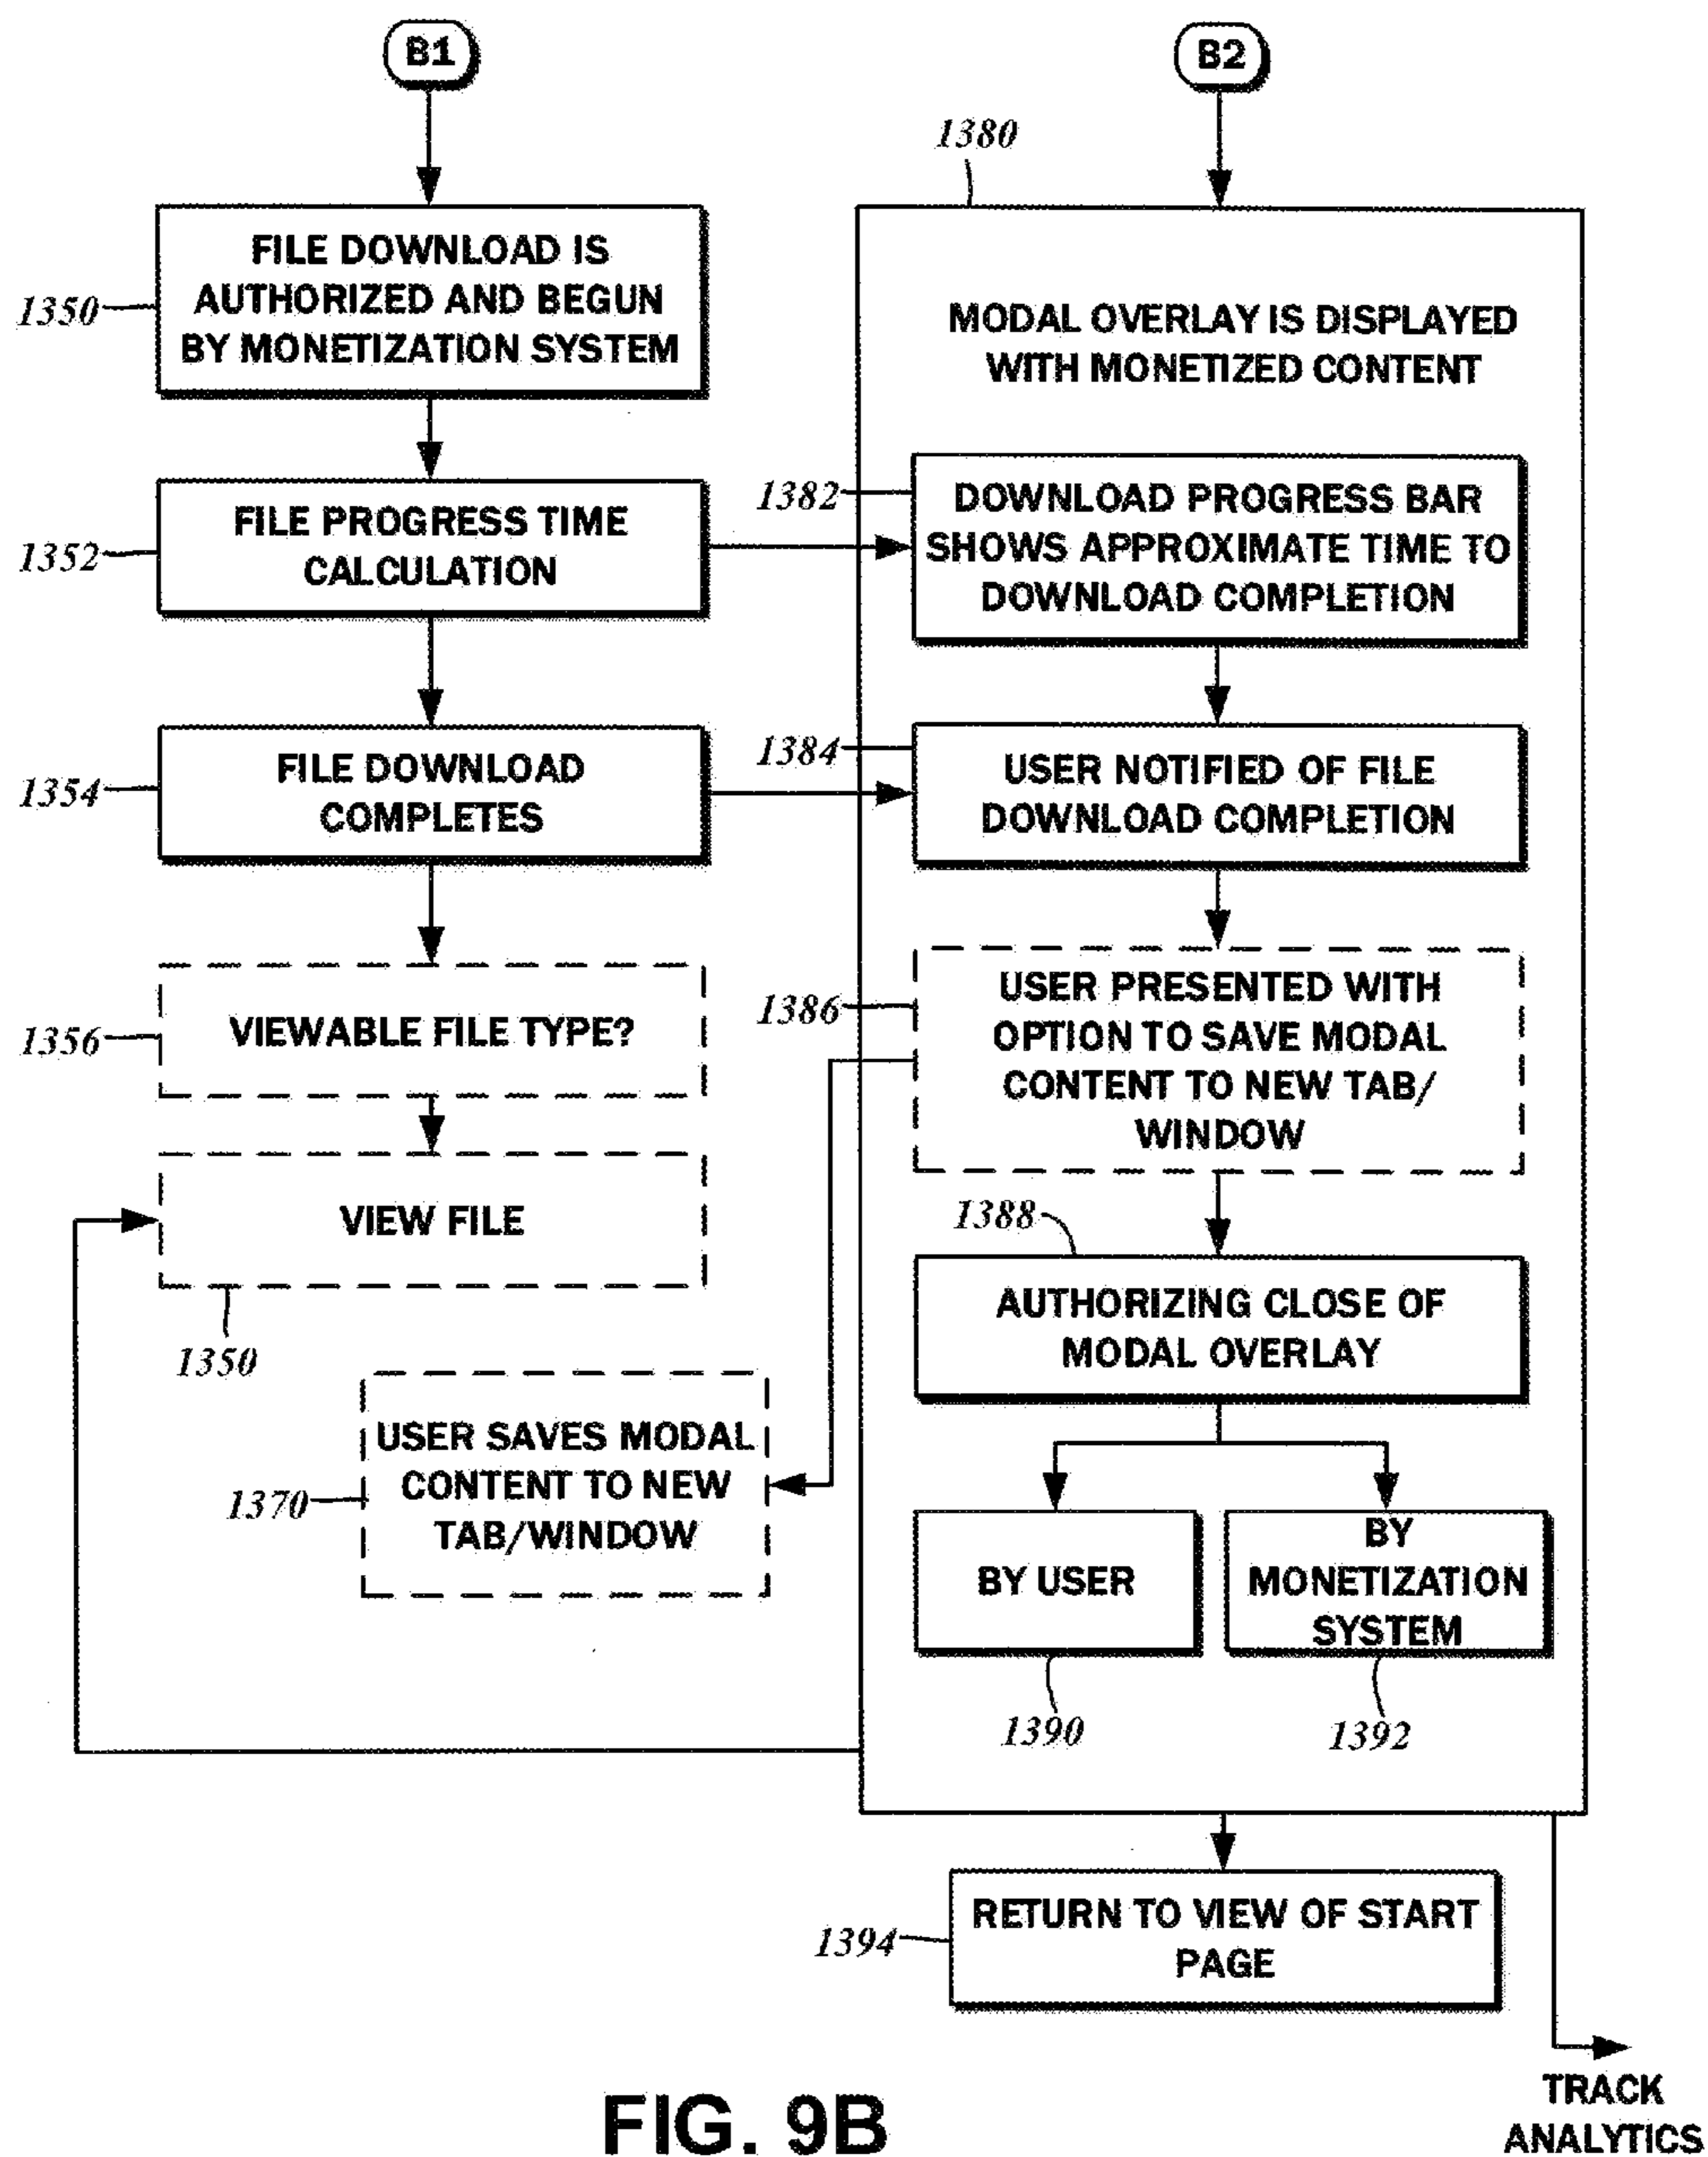 B1
B2
1380
FILE DOWNLOAD IS
AUTHORIZED AND BEGUN
BY MONETIZATION SYSTEM
1350
MODAL OVERLAY IS DISPLAYED
WITH MONETIZED CONTENT
FILE PROGRESS TIME
CALCULATION
1352
1382
DOWNLOAD PROGRESS BAR
SHOWS APPROXIMATE TIME TO
DOWNLOAD COMPLETION
FILE DOWNLOAD
COMPLETES
1354
1384
USER NOTIFIED OF FILE
DOWNLOAD COMPLETION
VIEWABLE FILE TYPE?
1356
1386
USER PRESENTED WITH
OPTION TO SAVE MODAL
CONTENT TO NEW TAB/
WINDOW
VIEW FILE
1350
1388
AUTHORIZING CLOSE OF
MODAL OVERLAY
USER SAVES MODAL
CONTENT TO NEW
TAB/WINDOW
1370
BY USER
BY
MONETIZATION
SYSTEM
1390
1392
RETURN TO VIEW OF START
PAGE
1394
TRACK
ANALYTICS
FIG. 9B